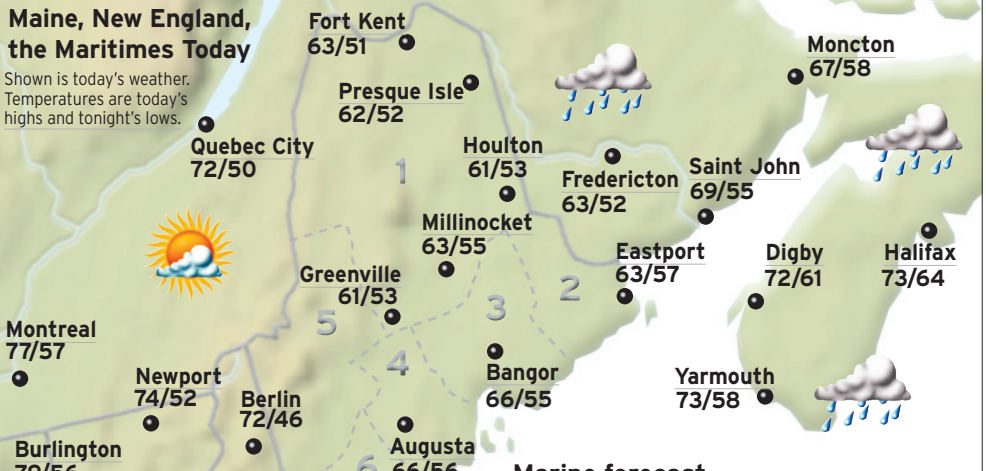 Maine, New England,
the Maritimes Today
Shown is today's weather.
Temperatures are today's
highs and tonight's lows.
Fort Kent
63/51
Moncton
67/58
Presque Isle
62/52
Quebec City
72/50
Houlton
61/53
1
Fredericton
63/52
Saint John
69/55
Millinocket
63/55
Eastport
63/57
Digby
72/61
Halifax
73/64
Greenville
61/53
2
3
5
4
Montreal
77/57
Bangor
66/55
Newport
74/52
Yarmouth
73/58
Berlin
72/46
Augusta
66/56
Burlington
6
Marine forecast